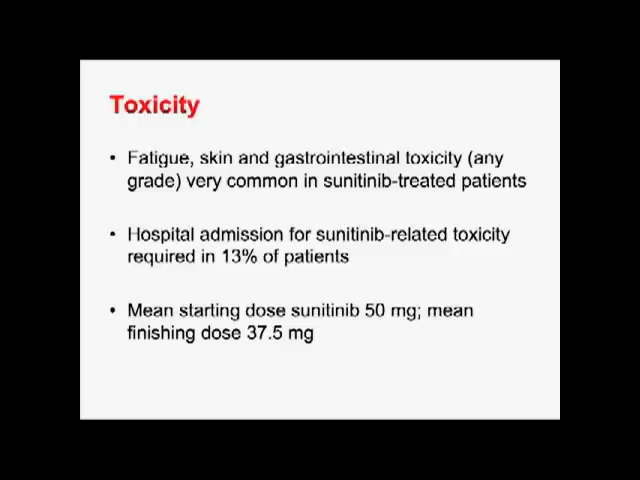 Toxicity
• Fatigue, skin and gastrointestinal toxicity (any
grade) very common in sunitinib-treated patients
• Hospital admission for sunitinib-related toxicity
required in 13% of patients
• Mean starting dose sunitinib 50 mg; mean
finishing dose 37.5 mg